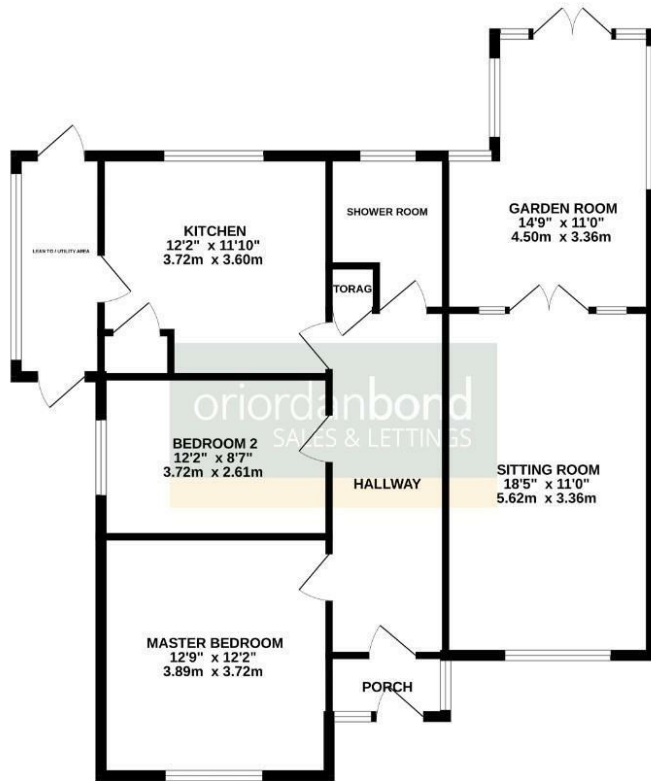 KITCHEN
12'2" x 11'10"
3.72m x 3.60m
SHOWER ROOM
GARDEN ROOM
14'9" x 11'0"
4.50m x 3.36m
UTILITY AREA
TORAG
oriordanbond
SALES & LETTINGS
BEDROOM 2
12'2" x 8'7"
3.72m x 2.61m
HALLWAY
SITTING ROOM
18'5" x 11'0"
5.62m x 3.36m
MASTER BEDROOM
12'9" x 12'2"
3.89m x 3.72m
PORCH